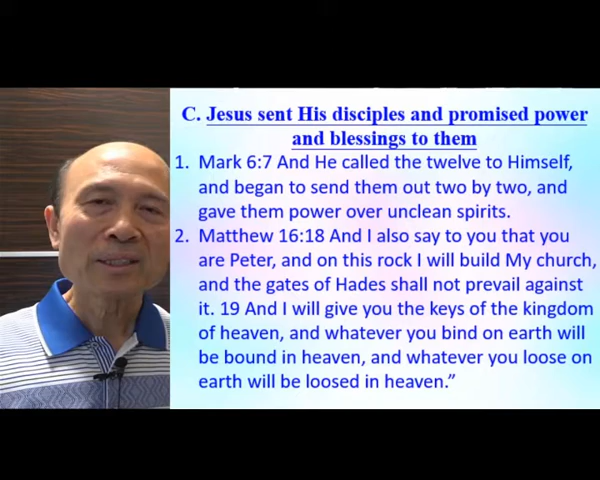 C. Jesus sent His disciples and promised power
and blessings to them
1. Mark 6:7 And He called the twelve to Himself,
and began to send them out two by two, and
gave them power over unclean spirits.
2. Matthew 16:18 And I also say to you that you
are Peter, and on this rock I will build My church,
and the gates of Hades shall not prevail against
it. 19 And I will give you the keys of the kingdom
of heaven, and whatever you bind on earth will
be bound in heaven, and whatever you loose on
earth will be loosed in heaven.”